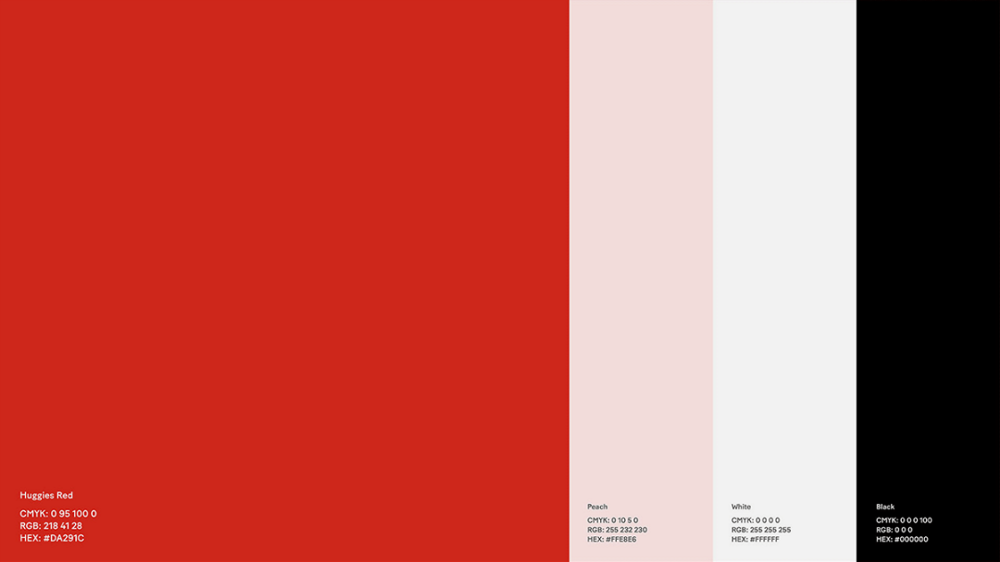 Huggies Red
CMYK: 0 95 100 0
RGB: 218 41 28
HEX: #DA291C
Peach
CMYK: 0 10 5 0
RGB: 255 232 230
HEX: #FFE8E6
White
CMYK: 0 0 0 0
RGB: 255 255 255
HEX: #FFFFFF
Black
CMYK: 0 0 0 100
RGB: 0 0 0
HEX: #000000